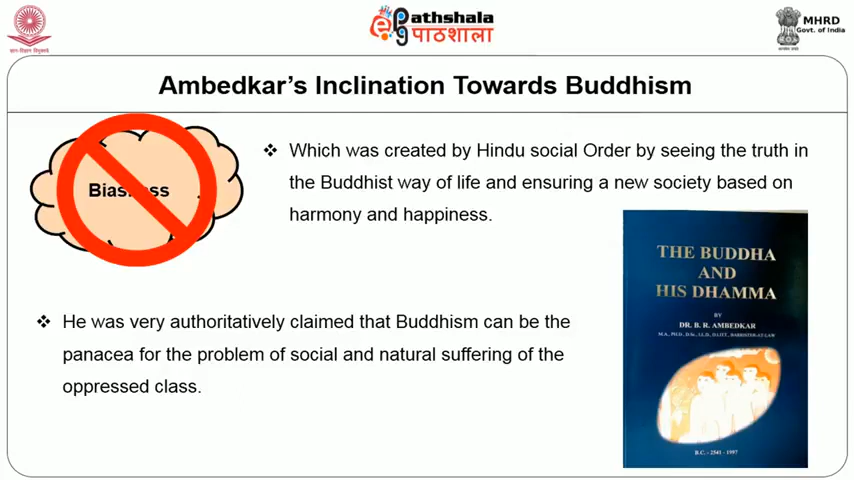 ePathshala
पाठशाला
MHRD
Govt. of India
Ambedkar's Inclination Towards Buddhism
❖ Which was created by Hindu social Order by seeing the truth in
the Buddhist way of life and ensuring a new society based on
harmony and happiness.
❖ He was very authoritatively claimed that Buddhism can be the
panacea for the problem of social and natural suffering of the
oppressed class.
THE BUDDHA
AND
HIS DHAMMA
BY
DR. B. R. AMBEDKAR
M.A., PH.D., D.Sc., LL.D., D.LITT., BARRISTER-AT-LAW
B.C. - 2541 - 1997